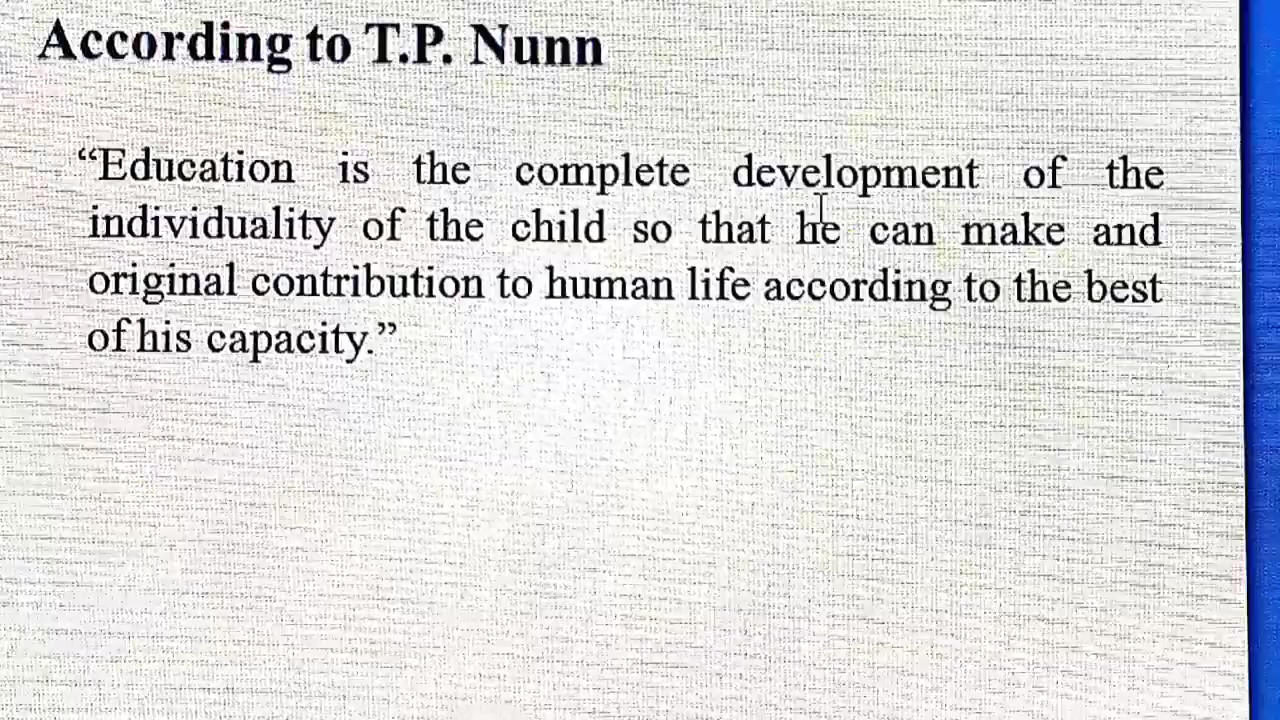 According to T.P. Nunn
“Education is the complete development of the
individuality of the child so that he can make and
original contribution to human life according to the best
of his capacity.”